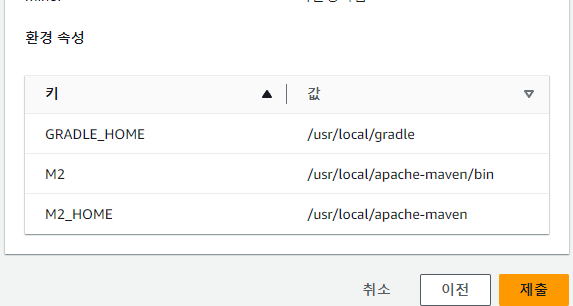 환경 속성
키 값
GRADLE_HOME /usr/local/gradle
M2 /usr/local/apache-maven/bin
M2_HOME /usr/local/apache-maven
취소 이전 제출